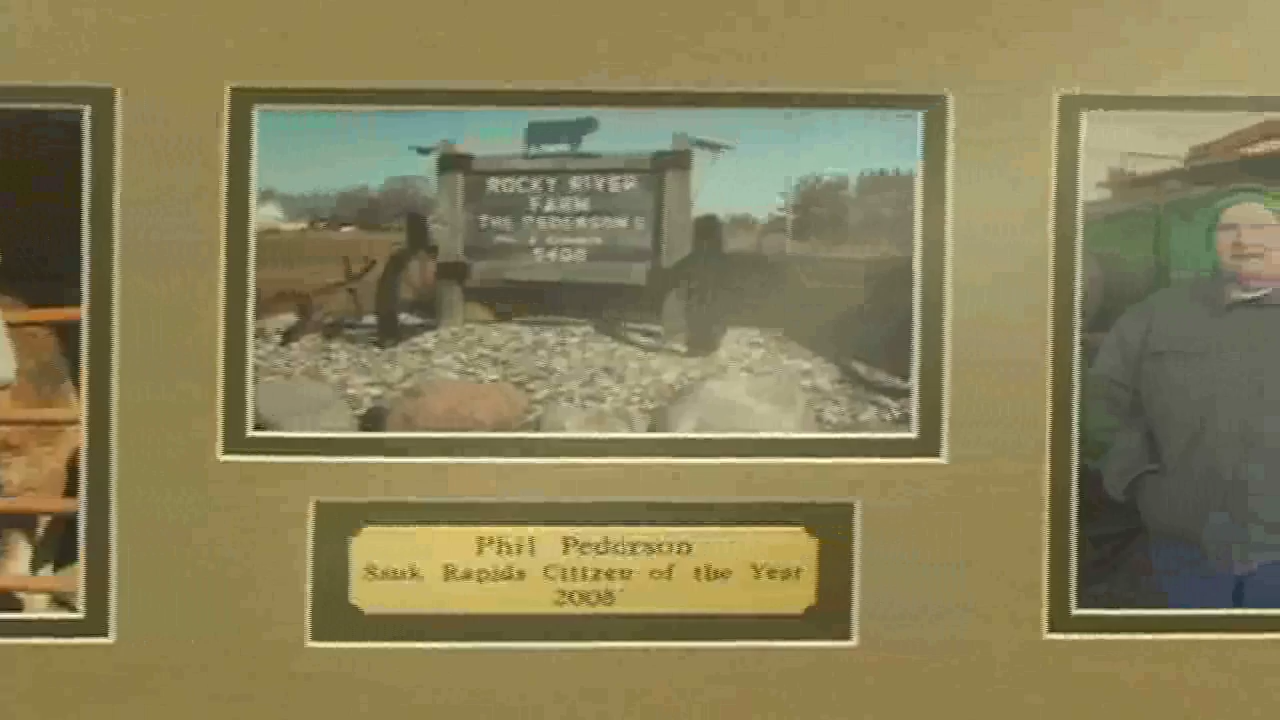 ROCKY RIVER
FARM
THE PEDERSON'S
5408
Phil Pederson
Sauk Rapids Citizen of the Year
2008